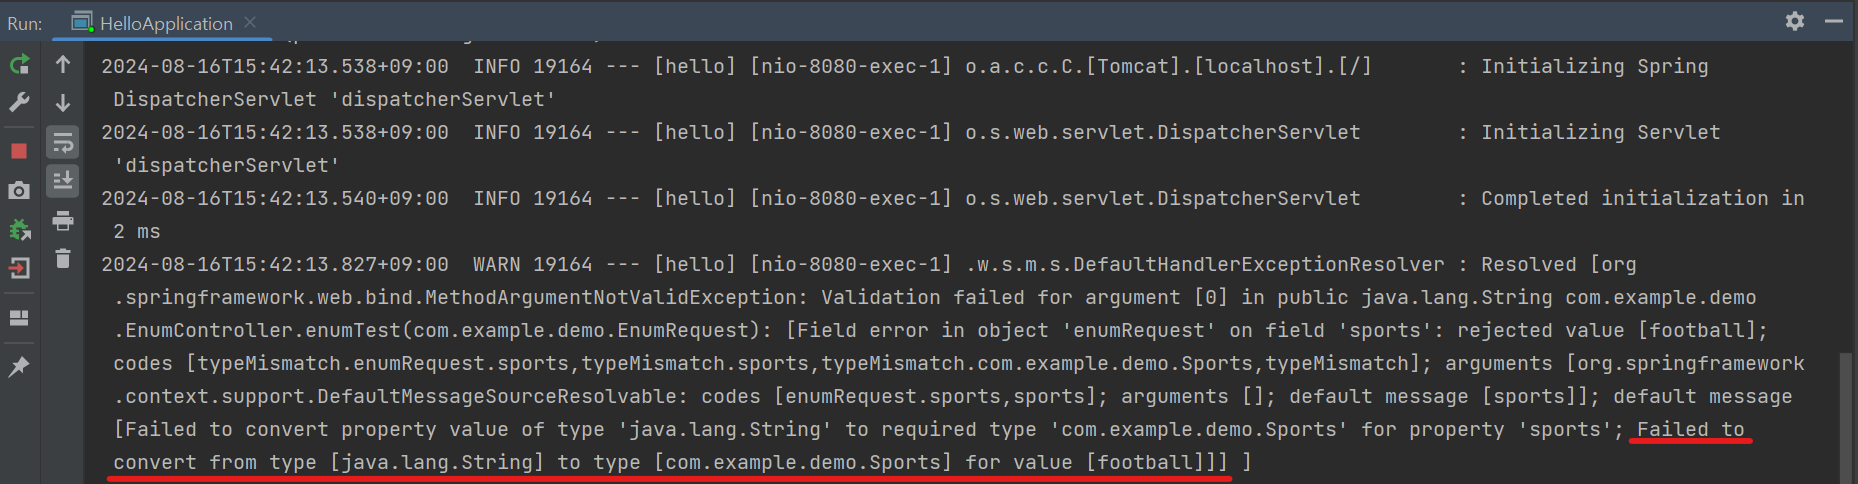 Run: HelloApplication
2024-08-16T15:42:13.538+09:00  INFO 19164 --- [hello] [nio-8080-exec-1] o.a.c.c.C.[Tomcat].[localhost].[/]       : Initializing Spring
DispatcherServlet 'dispatcherServlet'
2024-08-16T15:42:13.538+09:00  INFO 19164 --- [hello] [nio-8080-exec-1] o.s.web.servlet.DispatcherServlet        : Initializing Servlet
'dispatcherServlet'
2024-08-16T15:42:13.540+09:00  INFO 19164 --- [hello] [nio-8080-exec-1] o.s.web.servlet.DispatcherServlet        : Completed initialization in
2 ms
2024-08-16T15:42:13.827+09:00  WARN 19164 --- [hello] [nio-8080-exec-1] .w.s.m.s.DefaultHandlerExceptionResolver : Resolved [org
.springframework.web.bind.MethodArgumentNotValidException: Validation failed for argument [0] in public java.lang.String com.example.demo
.EnumController.enumTest(com.example.demo.EnumRequest): [Field error in object 'enumRequest' on field 'sports': rejected value [football];
codes [typeMismatch.enumRequest.sports,typeMismatch.sports,typeMismatch.com.example.demo.Sports,typeMismatch]; arguments [org.springframework
.context.support.DefaultMessageSourceResolvable: codes [enumRequest.sports,sports]; arguments []; default message [sports]]; default message
[Failed to convert property value of type 'java.lang.String' to required type 'com.example.demo.Sports' for property 'sports'; Failed to
convert from type [java.lang.String] to type [com.example.demo.Sports] for value [football]]] ]